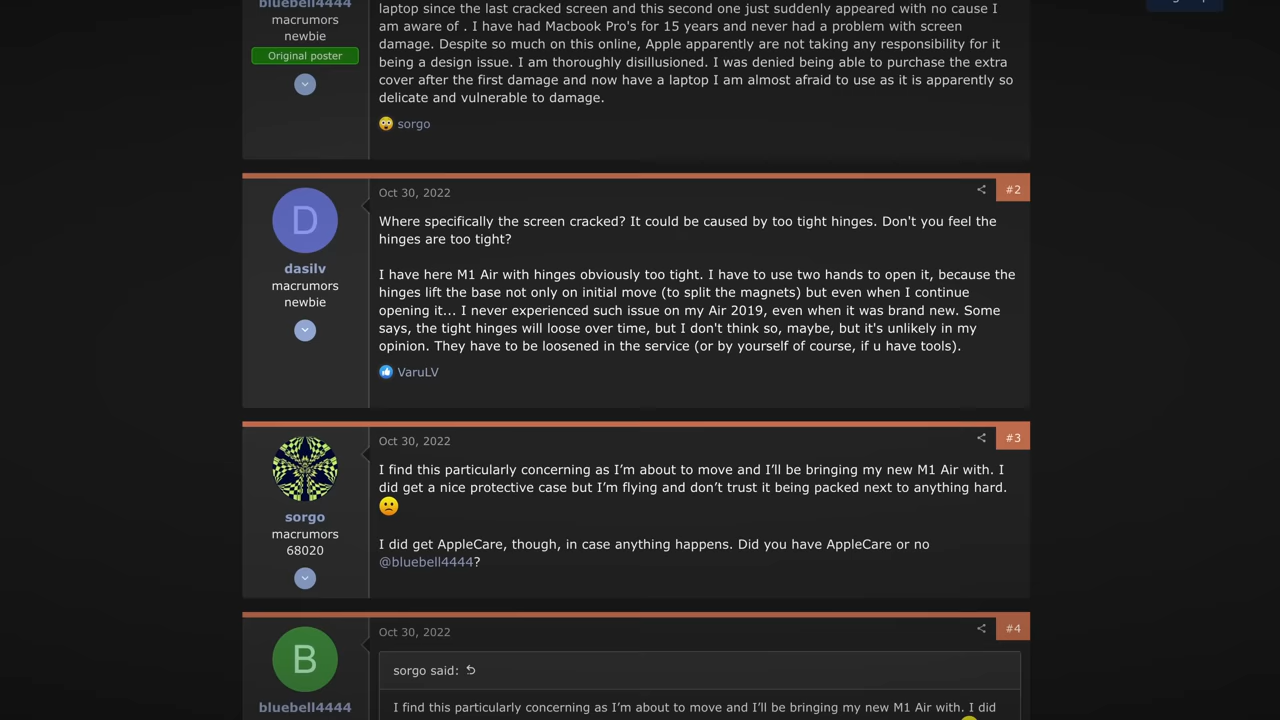 bluebell4444
macrumors
newbie
Original poster
laptop since the last cracked screen and this second one just suddenly appeared with no cause I
am aware of . I have had Macbook Pro's for 15 years and never had a problem with screen
damage. Despite so much on this online, Apple apparently are not taking any responsibility for it
being a design issue. I am thoroughly disillusioned. I was denied being able to purchase the extra
cover after the first damage and now have a laptop I am almost afraid to use as it is apparently so
delicate and vulnerable to damage.
sorgo
D
dasilv
macrumors
newbie
Oct 30, 2022
#2
Where specifically the screen cracked? It could be caused by too tight hinges. Don't you feel the
hinges are too tight?
I have here M1 Air with hinges obviously too tight. I have to use two hands to open it, because the
hinges lift the base not only on initial move (to split the magnets) but even when I continue
opening it... I never experienced such issue on my Air 2019, even when it was brand new. Some
says, the tight hinges will loose over time, but I don't think so, maybe, but it's unlikely in my
opinion. They have to be loosened in the service (or by yourself of course, if u have tools).
VaruLV
sorgo
macrumors
68020
Oct 30, 2022
#3
I find this particularly concerning as I’m about to move and I’ll be bringing my new M1 Air with. I
did get a nice protective case but I’m flying and don’t trust it being packed next to anything hard.
I did get AppleCare, though, in case anything happens. Did you have AppleCare or no
@bluebell4444?
B
bluebell4444
Oct 30, 2022
#4
sorgo said:
I find this particularly concerning as I’m about to move and I’ll be bringing my new M1 Air with. I did